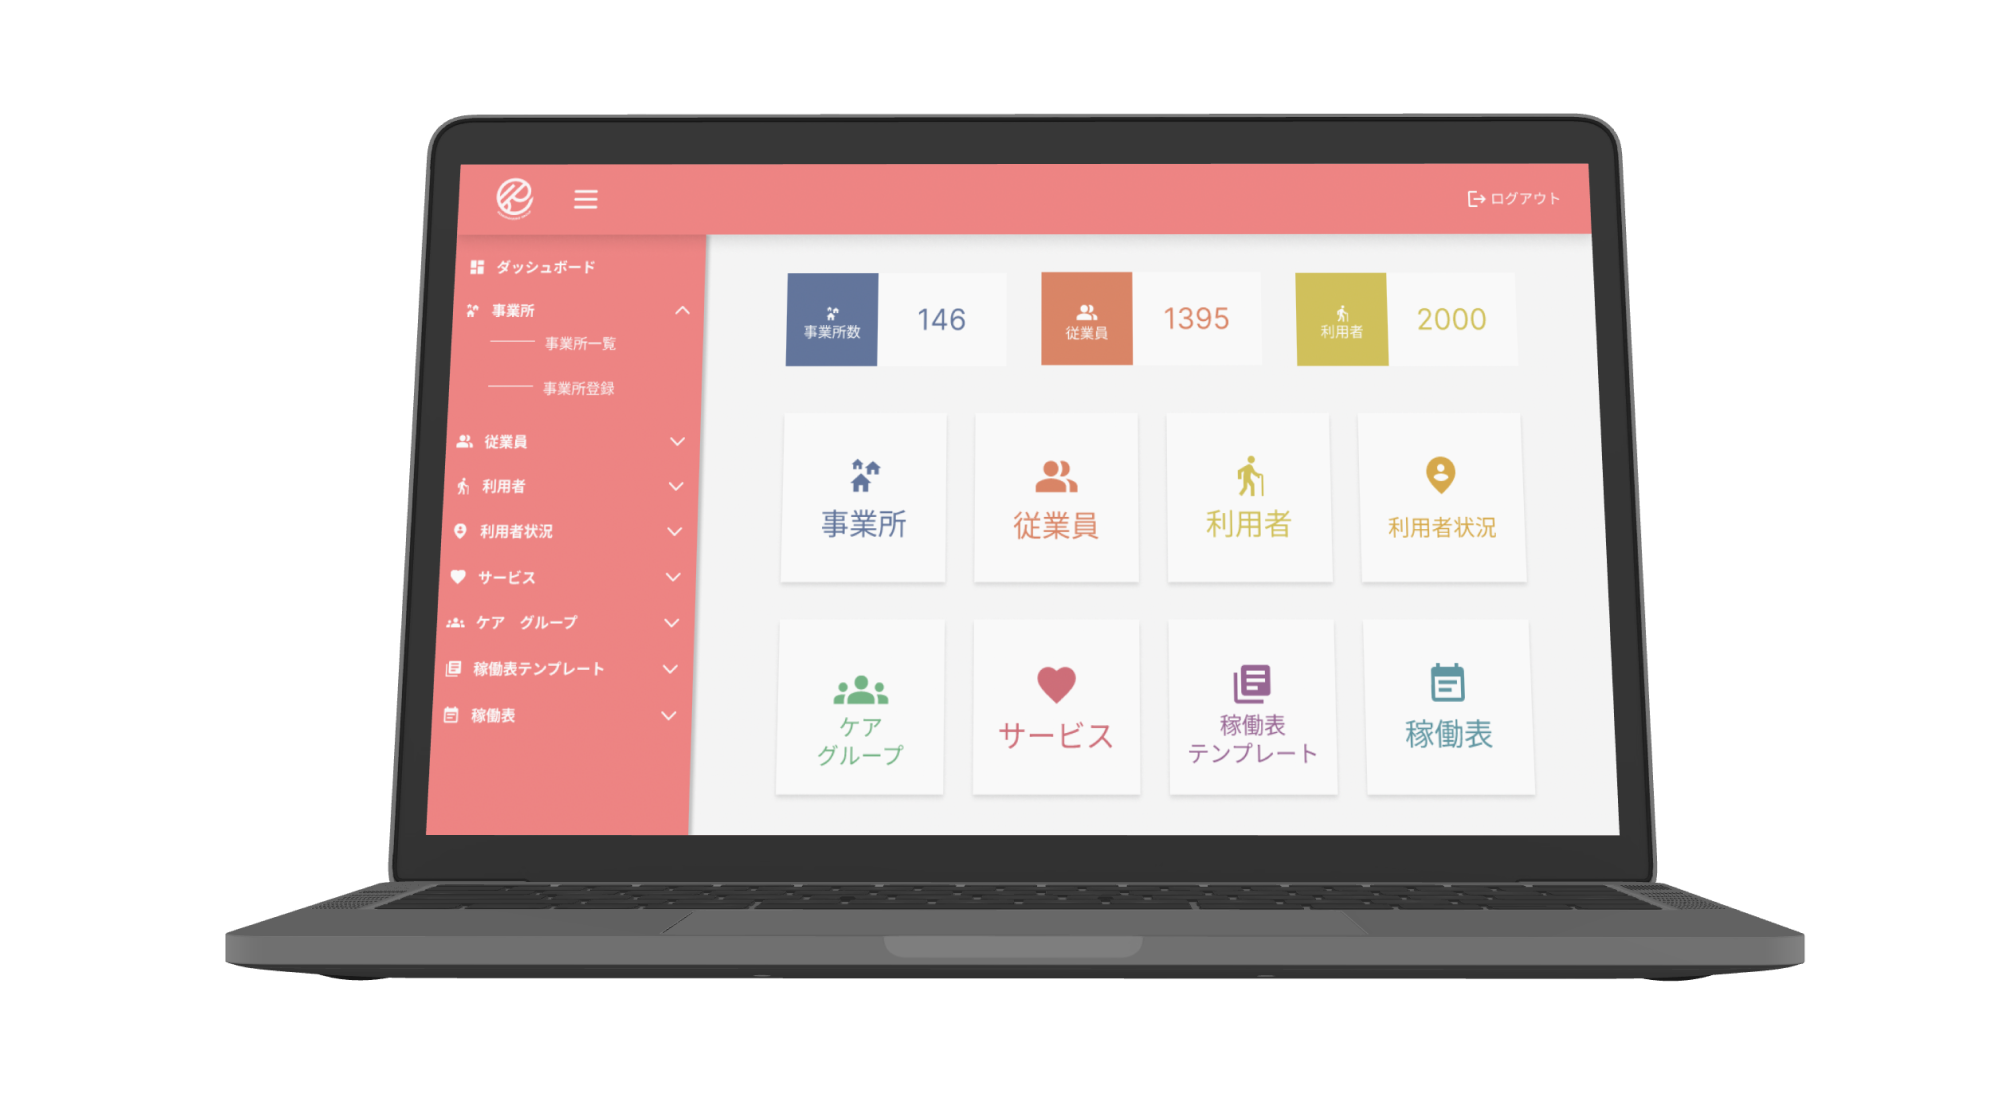 ログアウト
ダッシュボード
事業所
事業所一覧
事業所登録
従業員
利用者
利用者状況
サービス
ケア　グループ
稼働表テンプレート
稼働表
事業所数
146
従業員
1395
利用者
2000
事業所
従業員
利用者
利用者状況
ケア
グループ
サービス
稼働表
テンプレート
稼働表